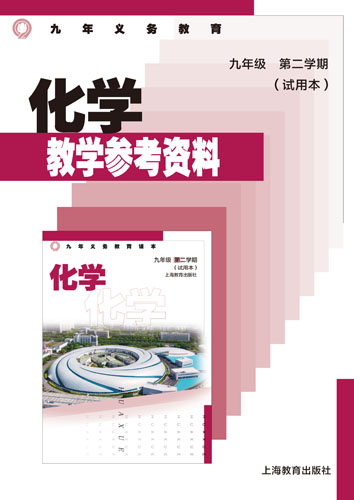 九年义务教育
九年级 第二学期
（试用本）
化学
教学参考资料
九年义务教育课本
化学
九年级 第二学期
（试用本）
上海教育出版社
化学
HUAXUE
上海教育出版社